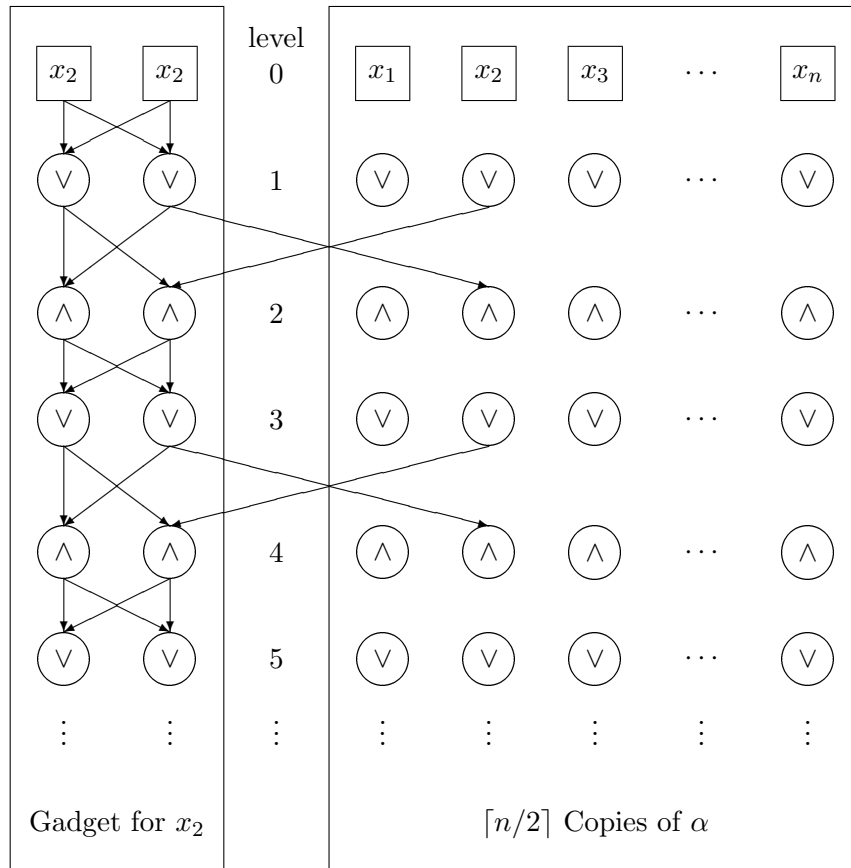 level
x₂ x₂ 0 x₁ x₂ x₃ ⋯ xₙ
∨ ∨ 1 ∨ ∨ ∨ ⋯ ∨
∧ ∧ 2 ∧ ∧ ∧ ⋯ ∧
∨ ∨ 3 ∨ ∨ ∨ ⋯ ∨
∧ ∧ 4 ∧ ∧ ∧ ⋯ ∧
∨ ∨ 5 ∨ ∨ ∨ ⋯ ∨
⋮ ⋮ ⋮ ⋮ ⋮ ⋮ ⋮
Gadget for x₂ ⌈n/2⌉ Copies of α